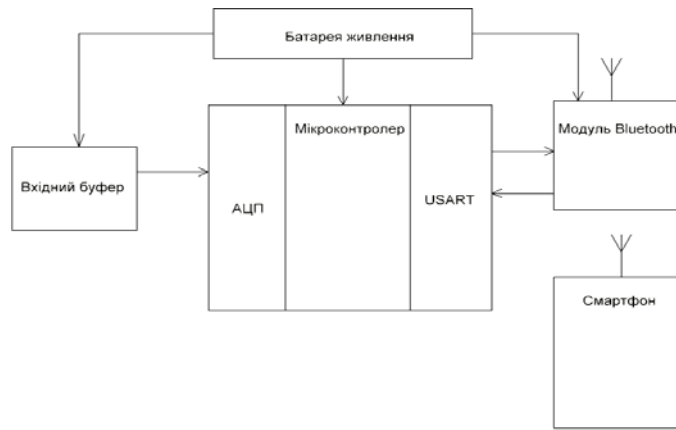 Батарея живлення
Мікроконтролер
Модуль Bluetooth
Вхідний буфер
АЦП
USART
Смартфон